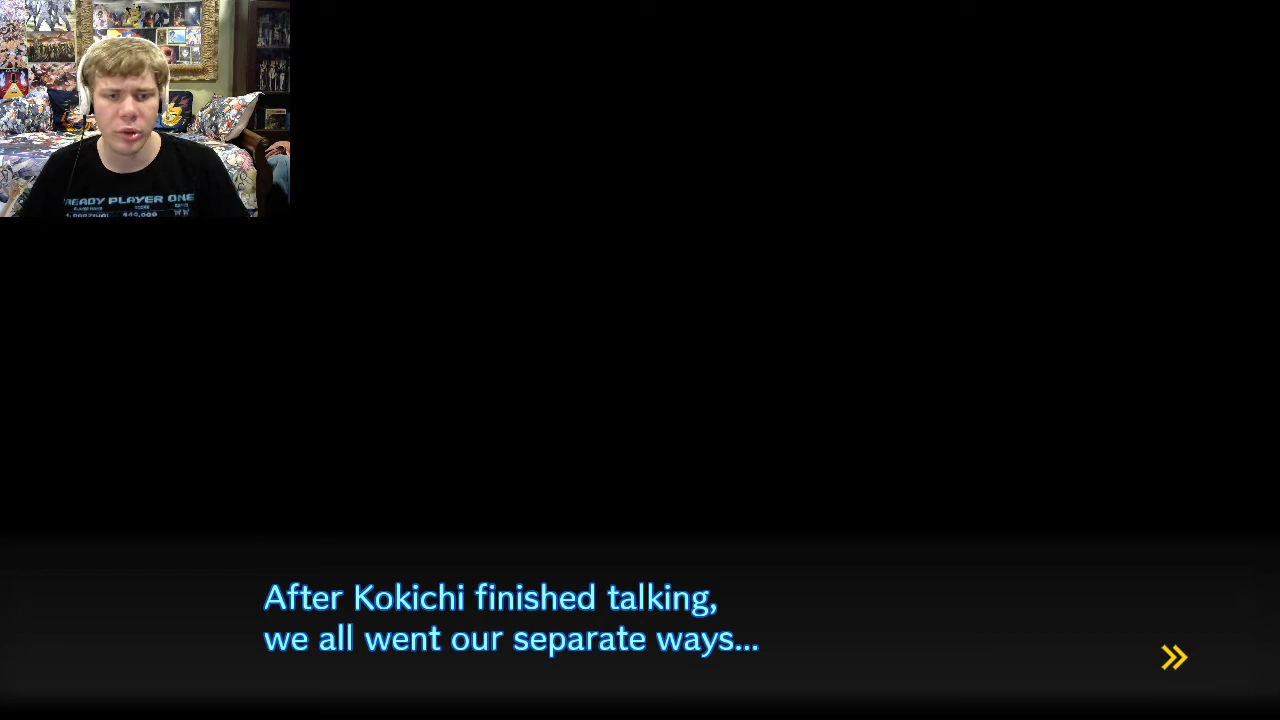 READY PLAYER ONE
After Kokichi finished talking,
we all went our separate ways...